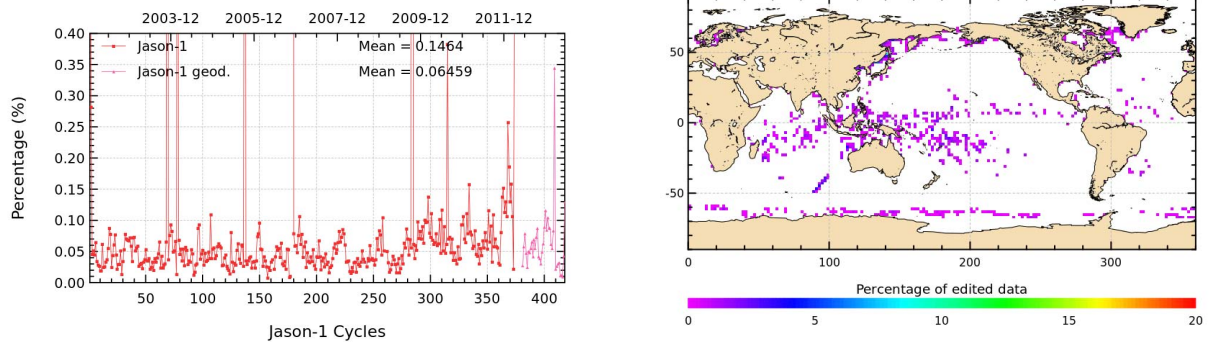 2003-12 2005-12 2007-12 2009-12 2011-12
Jason-1 Mean = 0.1464
Jason-1 geod. Mean = 0.06459
0.40
0.35
0.30
0.25
0.20
0.15
0.10
0.05
0.00
Percentage (%)
50 100 150 200 250 300 350 400
Jason-1 Cycles
50
0
-50
0 100 200 300
Percentage of edited data
0 5 10 15 20